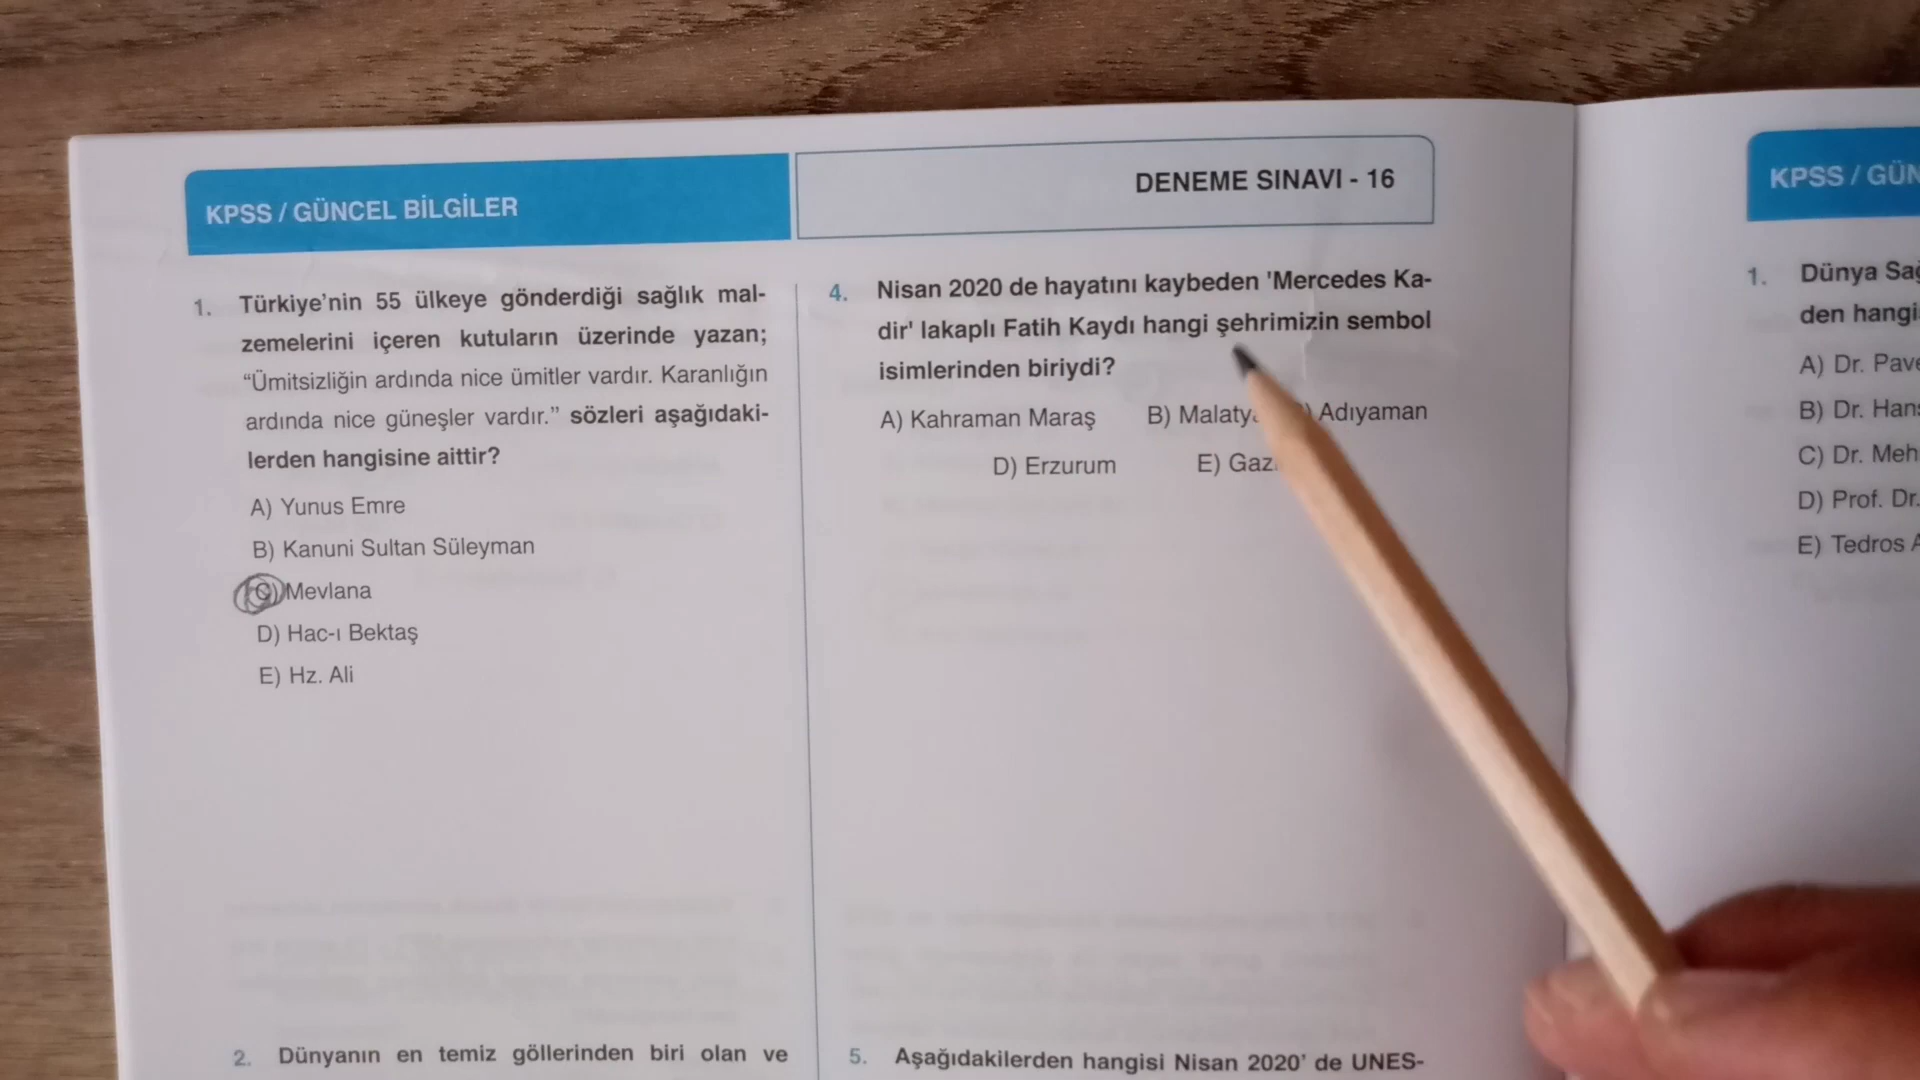 KPSS / GÜNCEL BİLGİLER
DENEME SINAVI - 16
1. Türkiye'nin 55 ülkeye gönderdiği sağlık mal-
zemelerini içeren kutuların üzerinde yazan;
“Ümitsizliğin ardında nice ümitler vardır. Karanlığın
ardında nice güneşler vardır.” sözleri aşağıdaki-
lerden hangisine aittir?
A) Yunus Emre
B) Kanuni Sultan Süleyman
C) Mevlana
D) Hac-ı Bektaş
E) Hz. Ali
2. Dünyanın en temiz göllerinden biri olan ve
4. Nisan 2020 de hayatını kaybeden 'Mercedes Ka-
dir' lakaplı Fatih Kaydı hangi şehrimizin sembol
isimlerinden biriydi?
A) Kahraman Maraş B) Malatya Adıyaman
D) Erzurum E)
5. Aşağıdakilerden hangisi Nisan 2020' de UNES-
KPSS / GÜN
1. Dünya Sağ
den hangi
A) Dr. Pave
B) Dr. Hans
C) Dr. Meh
D) Prof. Dr.
E) Tedros A